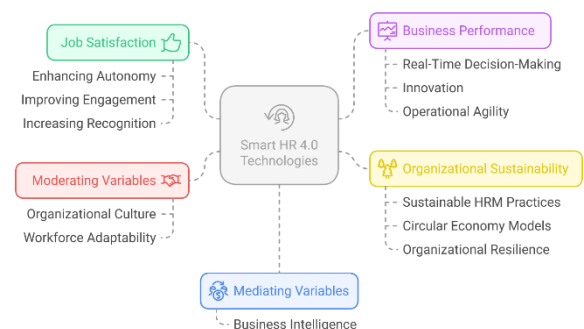 Job Satisfaction
Enhancing Autonomy
Improving Engagement
Increasing Recognition
Moderating Variables
Organizational Culture
Workforce Adaptability
Smart HR 4.0
Technologies
Business Performance
Real-Time Decision-Making
Innovation
Operational Agility
Organizational Sustainability
Sustainable HRM Practices
Circular Economy Models
Organizational Resilience
Mediating Variables
Business Intelligence